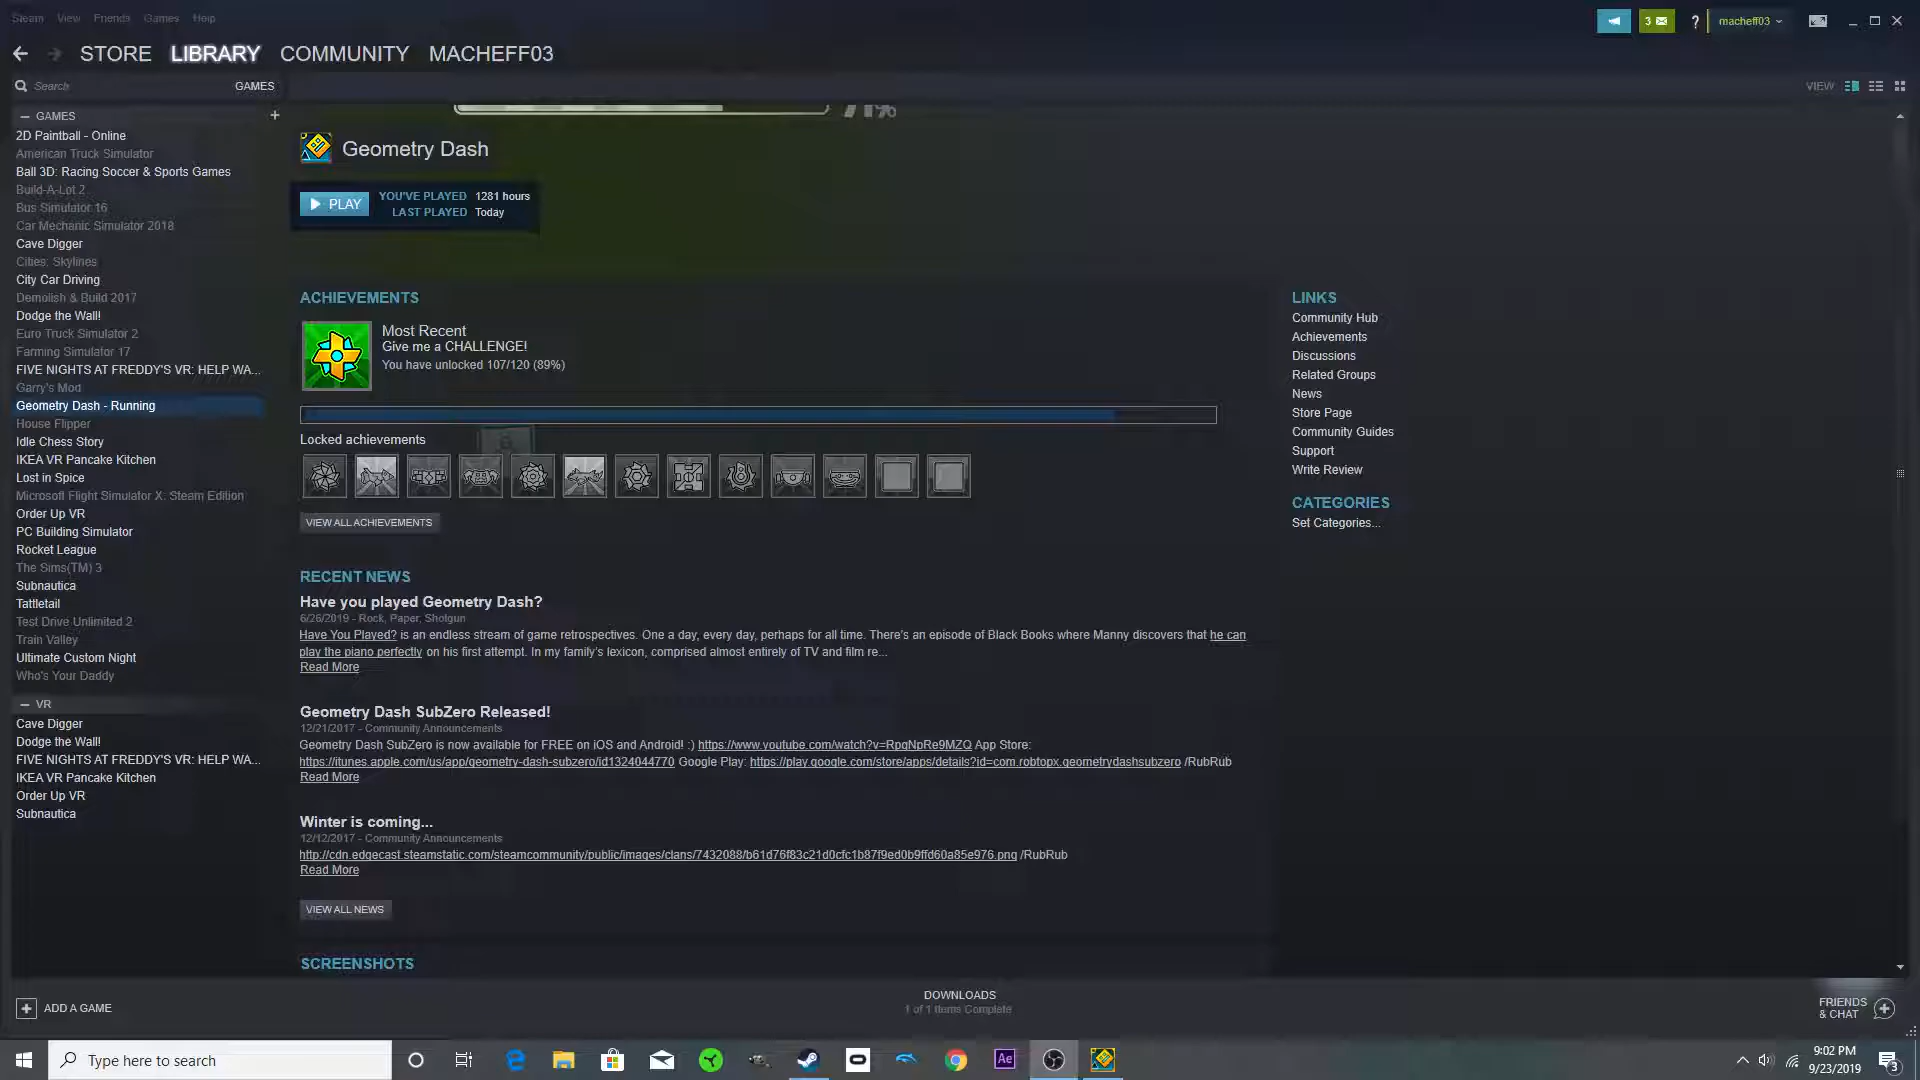 Steam View Friends Games Help
3
?
macheff03
STORE LIBRARY COMMUNITY MACHEFF03
Search
GAMES
VIEW
GAMES
+
2D Paintball - Online
American Truck Simulator
Ball 3D: Racing Soccer & Sports Games
Build-A-Lot 2
Bus Simulator 16
Car Mechanic Simulator 2018
Cave Digger
Cities: Skylines
City Car Driving
Demolish & Build 2017
Dodge the Wall!
Euro Truck Simulator 2
Farming Simulator 17
FIVE NIGHTS AT FREDDY'S VR: HELP WA...
Garry's Mod
Geometry Dash - Running
House Flipper
Idle Chess Story
IKEA VR Pancake Kitchen
Lost in Spice
Microsoft Flight Simulator X: Steam Edition
Order Up VR
PC Building Simulator
Rocket League
The Sims(TM) 3
Subnautica
Tattletail
Test Drive Unlimited 2
Train Valley
Ultimate Custom Night
Who's Your Daddy
VR
Cave Digger
Dodge the Wall!
FIVE NIGHTS AT FREDDY'S VR: HELP WA...
IKEA VR Pancake Kitchen
Order Up VR
Subnautica
Geometry Dash
PLAY
YOU'VE PLAYED 1281 hours
LAST PLAYED Today
ACHIEVEMENTS
Most Recent
Give me a CHALLENGE!
You have unlocked 107/120 (89%)
Locked achievements
VIEW ALL ACHIEVEMENTS
RECENT NEWS
Have you played Geometry Dash?
6/26/2019 - Rock, Paper, Shotgun
Have You Played? is an endless stream of game retrospectives. One a day, every day, perhaps for all time. There's an episode of Black Books where Manny discovers that he can
play the piano perfectly on his first attempt. In my family's lexicon, comprised almost entirely of TV and film re...
Read More
Geometry Dash SubZero Released!
12/21/2017 - Community Announcements
Geometry Dash SubZero is now available for FREE on iOS and Android! :) https://www.youtube.com/watch?v=RpgNpRe9MZQ App Store:
https://itunes.apple.com/us/app/geometry-dash-subzero/id1324044770 Google Play: https://play.google.com/store/apps/details?id=com.robtopx.geometrydashsubzero /RubRub
Read More
Winter is coming...
12/12/2017 - Community Announcements
http://cdn.edgecast.steamstatic.com/steamcommunity/public/images/clans/7432088/b61d76f83c21d0cfc1b87f9ed0b9ffd60a85e976.png /RubRub
Read More
VIEW ALL NEWS
SCREENSHOTS
LINKS
Community Hub
Achievements
Discussions
Related Groups
News
Store Page
Community Guides
Support
Write Review
CATEGORIES
Set Categories...
ADD A GAME
DOWNLOADS
1 of 1 Items Complete
FRIENDS
& CHAT
Type here to search
Ae
9:02 PM
9/23/2019
3